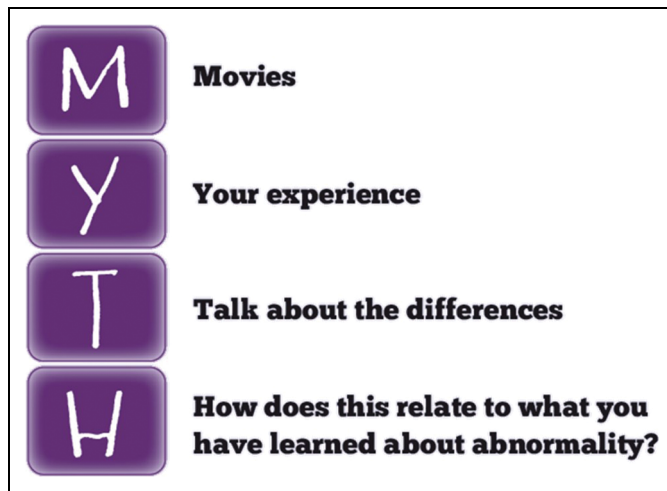 M
Movies
Y
Your experience
T
Talk about the differences
H
How does this relate to what you
have learned about abnormality?